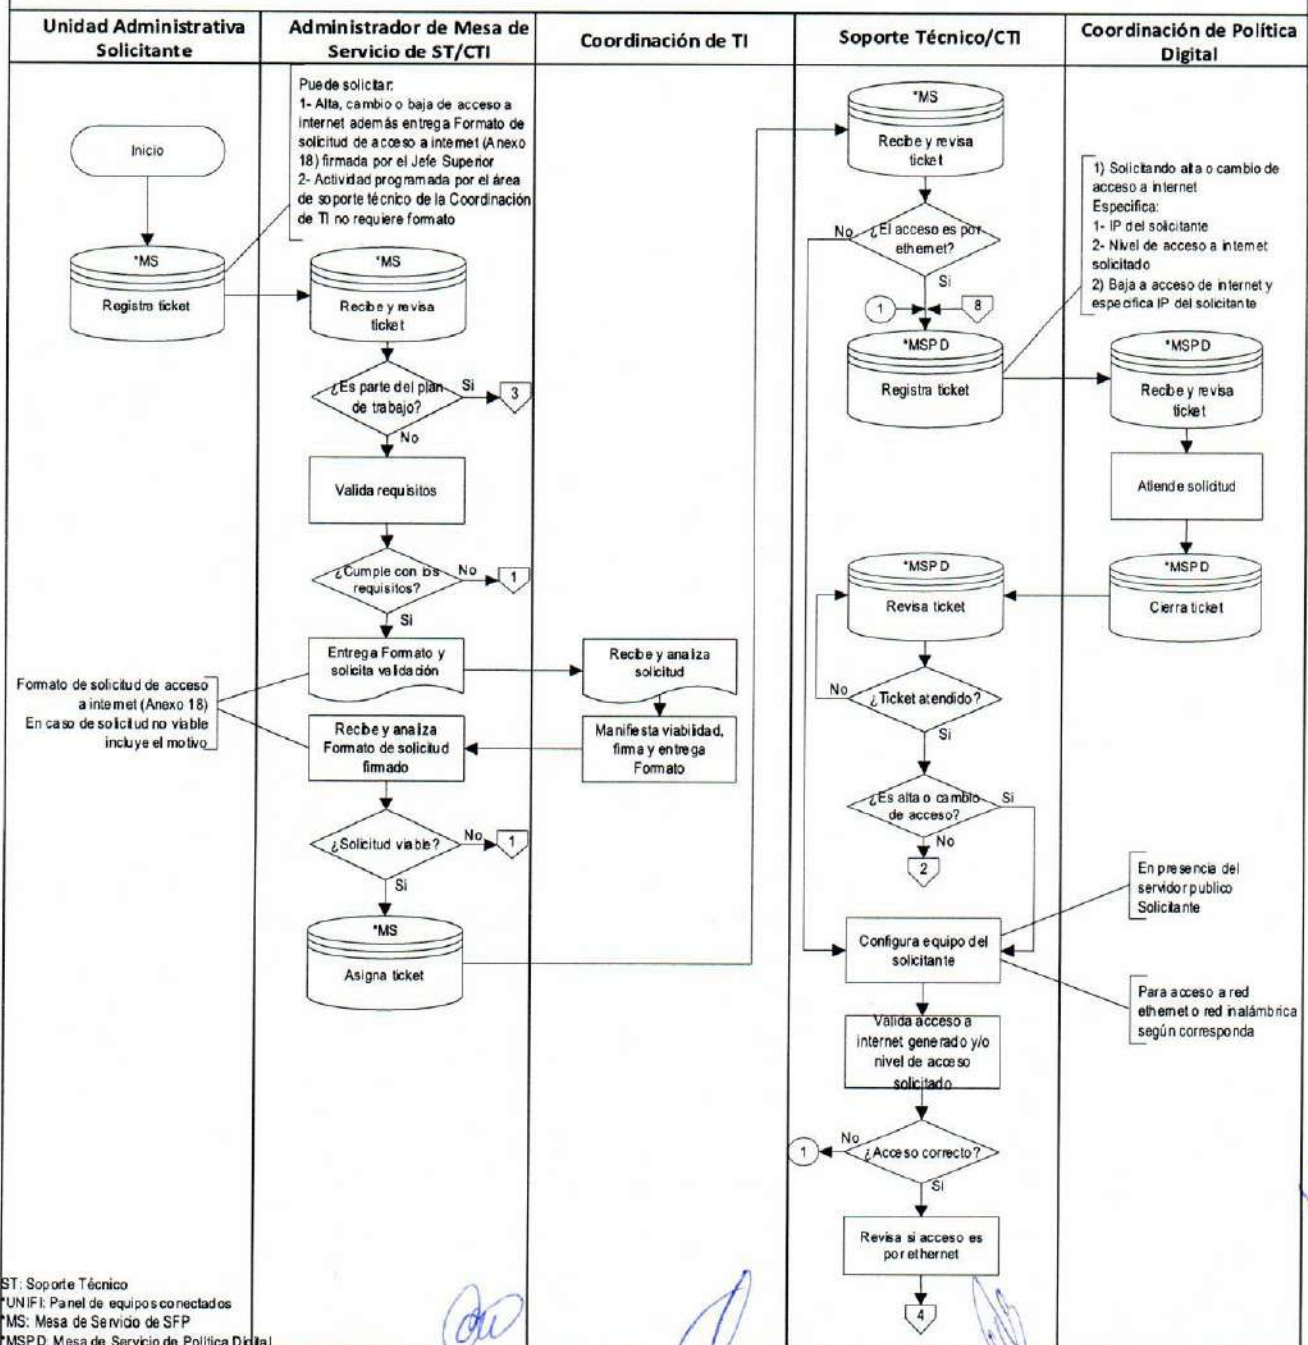 Unidad Administrativa
Solicitante
Administrador de Mesa de
Servicio de ST/CTI
Coordinación de TI
Soporte Técnico/CTI
Coordinación de Política
Digital
Inicio
*MS
Registra ticket
Puede solicitar:
1- Alta, cambio o baja de acceso a
internet además entrega Formato de
solicitud de acceso a internet (Anexo
18) firmada por el Jefe Superior
2- Actividad programada por el área
de soporte técnico de la Coordinación
de TI no requiere formato
*MS
Recibe y revisa
ticket
¿Es parte del plan
de trabajo?
Si
3
No
Valida requisitos
¿Cumple con los
requisitos?
No
1
Si
Entrega Formato y
solicita validación
Recibe y analiza
solicitud
Formato de solicitud de acceso
a internet (Anexo 18)
En caso de solicitud no viable
incluye el motivo
Manifiesta viabilidad,
firma y entrega
Formato
Recibe y analiza
Formato de solicitud
firmado
¿Solicitud viable?
No
1
Si
*MS
Asigna ticket
*MS
Recibe y revisa
ticket
¿El acceso es por
ethernet?
No
Si
1
8
*MSPD
Registra ticket
1) Solicitando alta o cambio de
acceso a internet
Especifica:
1- IP del solicitante
2- Nivel de acceso a internet
solicitado
2) Baja a acceso de internet y
especifica IP del solicitante
*MSPD
Recibe y revisa
ticket
Atiende solicitud
*MSPD
Cierra ticket
*MSPD
Revisa ticket
¿Ticket atendido?
No
Si
¿Es alta o cambio
de acceso?
Si
No
2
Configura equipo del
solicitante
En presencia del
servidor publico
Solicitante
Para acceso a red
ethernet o red inalámbrica
según corresponda
Valida acceso a
internet generado y/o
nivel de acceso
solicitado
¿Acceso correcto?
No
1
Si
Revisa si acceso es
por ethernet
4
ST: Soporte Técnico
*UNIFI: Panel de equipos conectados
*MS: Mesa de Servicio de SFP
*MSPD: Mesa de Servicio de Política Digital